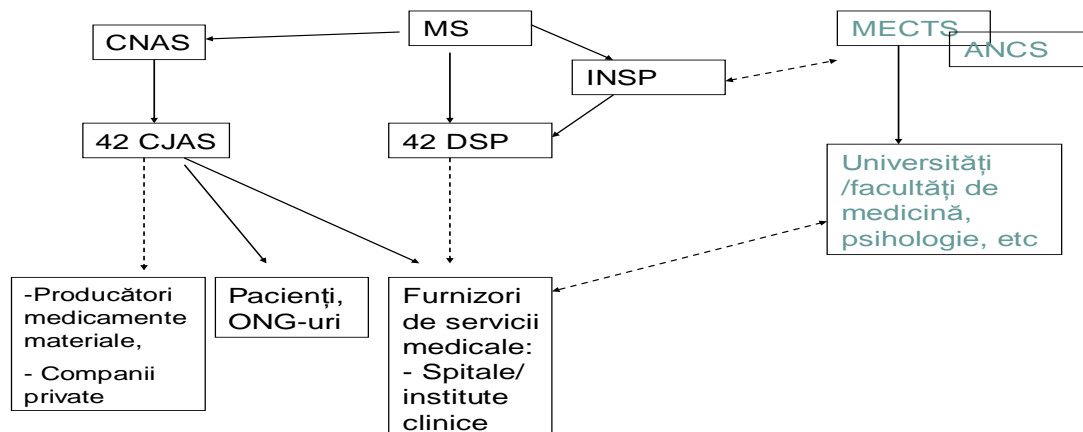 CNAS
MS
MECTS
ANCS
INSP
42 CJAS
42 DSP
Universități
/facultăți de
medicină,
psihologie, etc
-Producători
medicamente
materiale,
- Companii
private
Pacienți,
ONG-uri
Furnizori
de servicii
medicale:
- Spitale/
institute
clinice